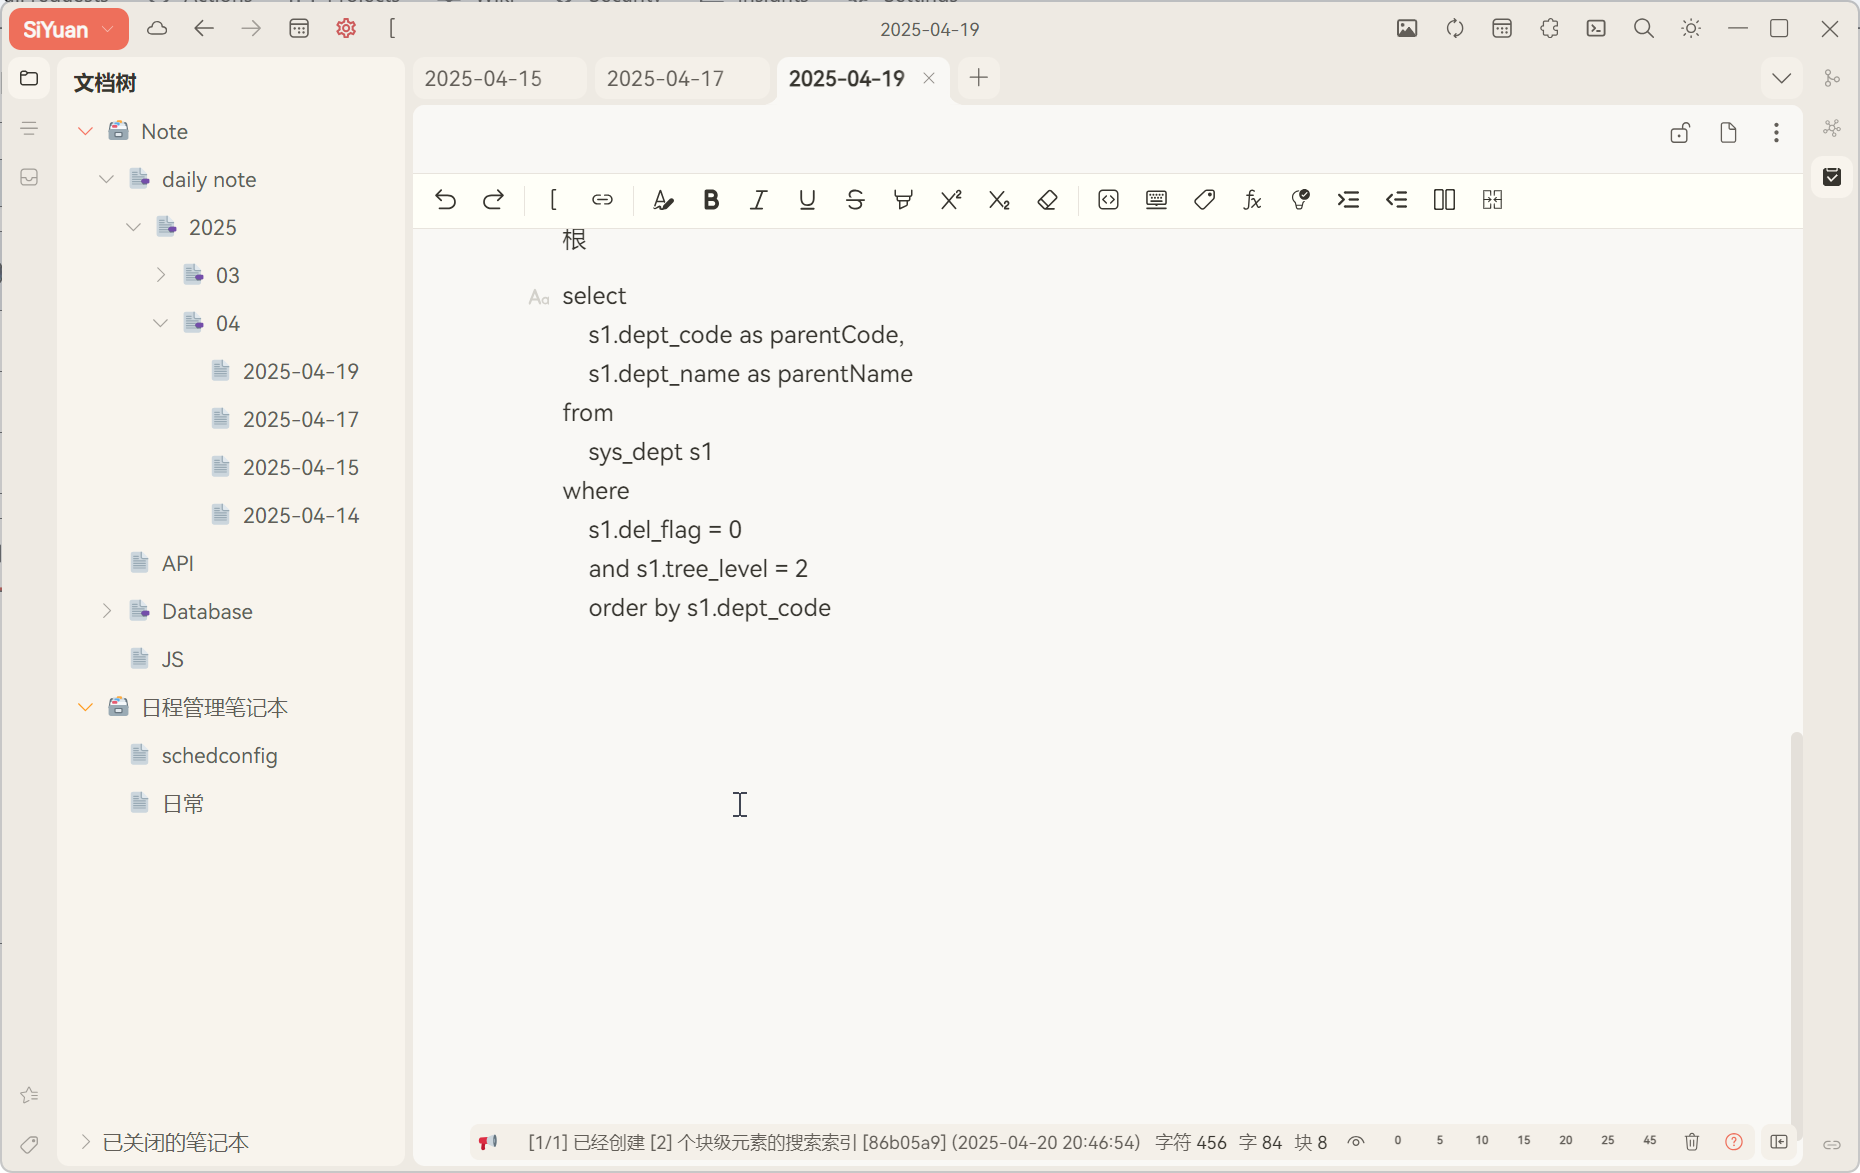 SiYuan
2025-04-19
文档树
Note
daily note
2025
03
04
2025-04-19
2025-04-17
2025-04-15
2025-04-14
API
Database
JS
日程管理笔记本
schedconfig
日常
已关闭的笔记本
2025-04-15
2025-04-17
2025-04-19
根
Aa
select
s1.dept_code as parentCode,
s1.dept_name as parentName
from
sys_dept s1
where
s1.del_flag = 0
and s1.tree_level = 2
order by s1.dept_code
[1/1] 已经创建 [2] 个块级元素的搜索索引 [86b05a9] (2025-04-20 20:46:54) 字符 456 字 84 块 8 0 5 10 15 20 25 45